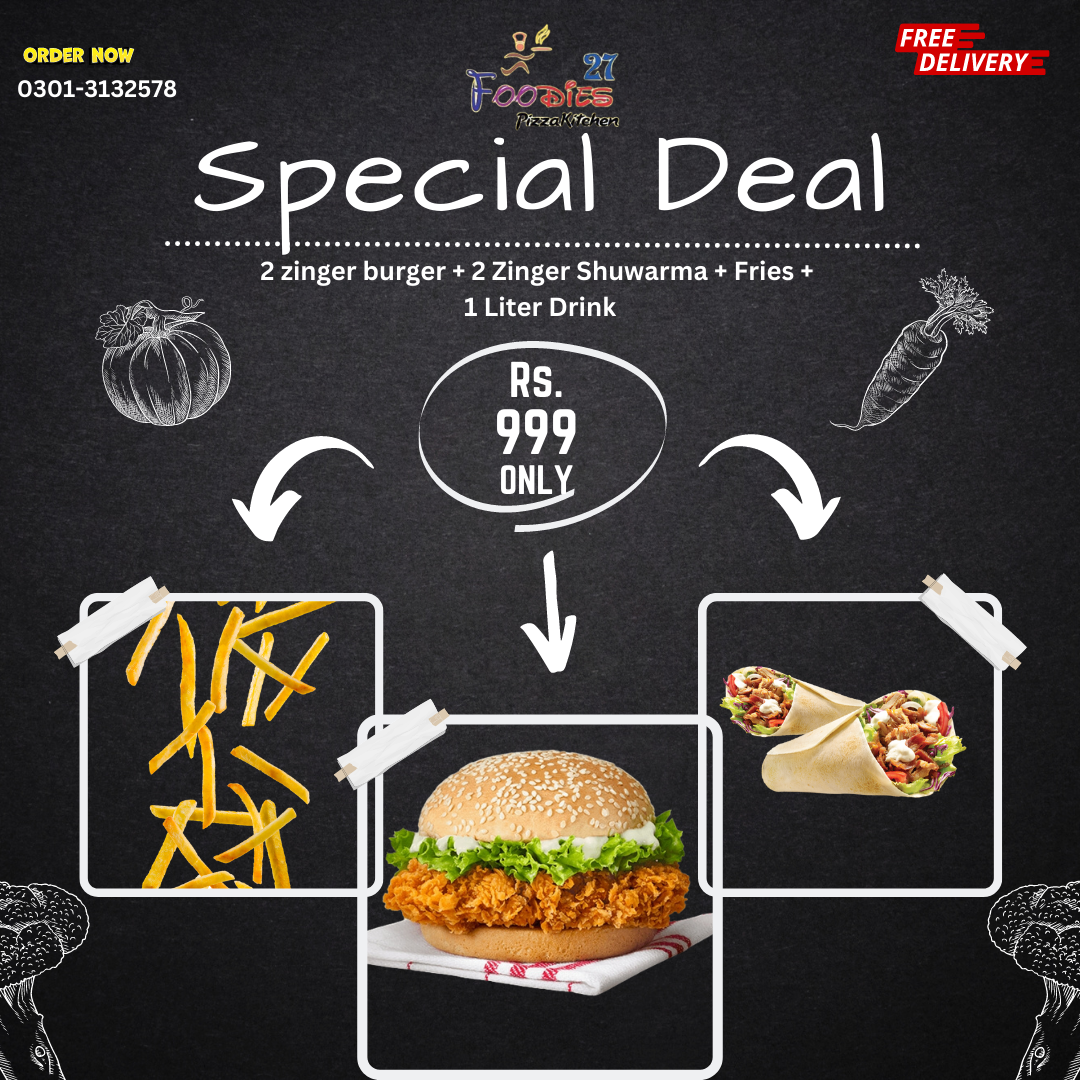 ORDER NOW
0301-3132578
27
FOODIES
PizzaKitchen
FREE
DELIVERY
Special Deal
2 zinger burger + 2 Zinger Shuwarma + Fries +
1 Liter Drink
Rs.
999
ONLY